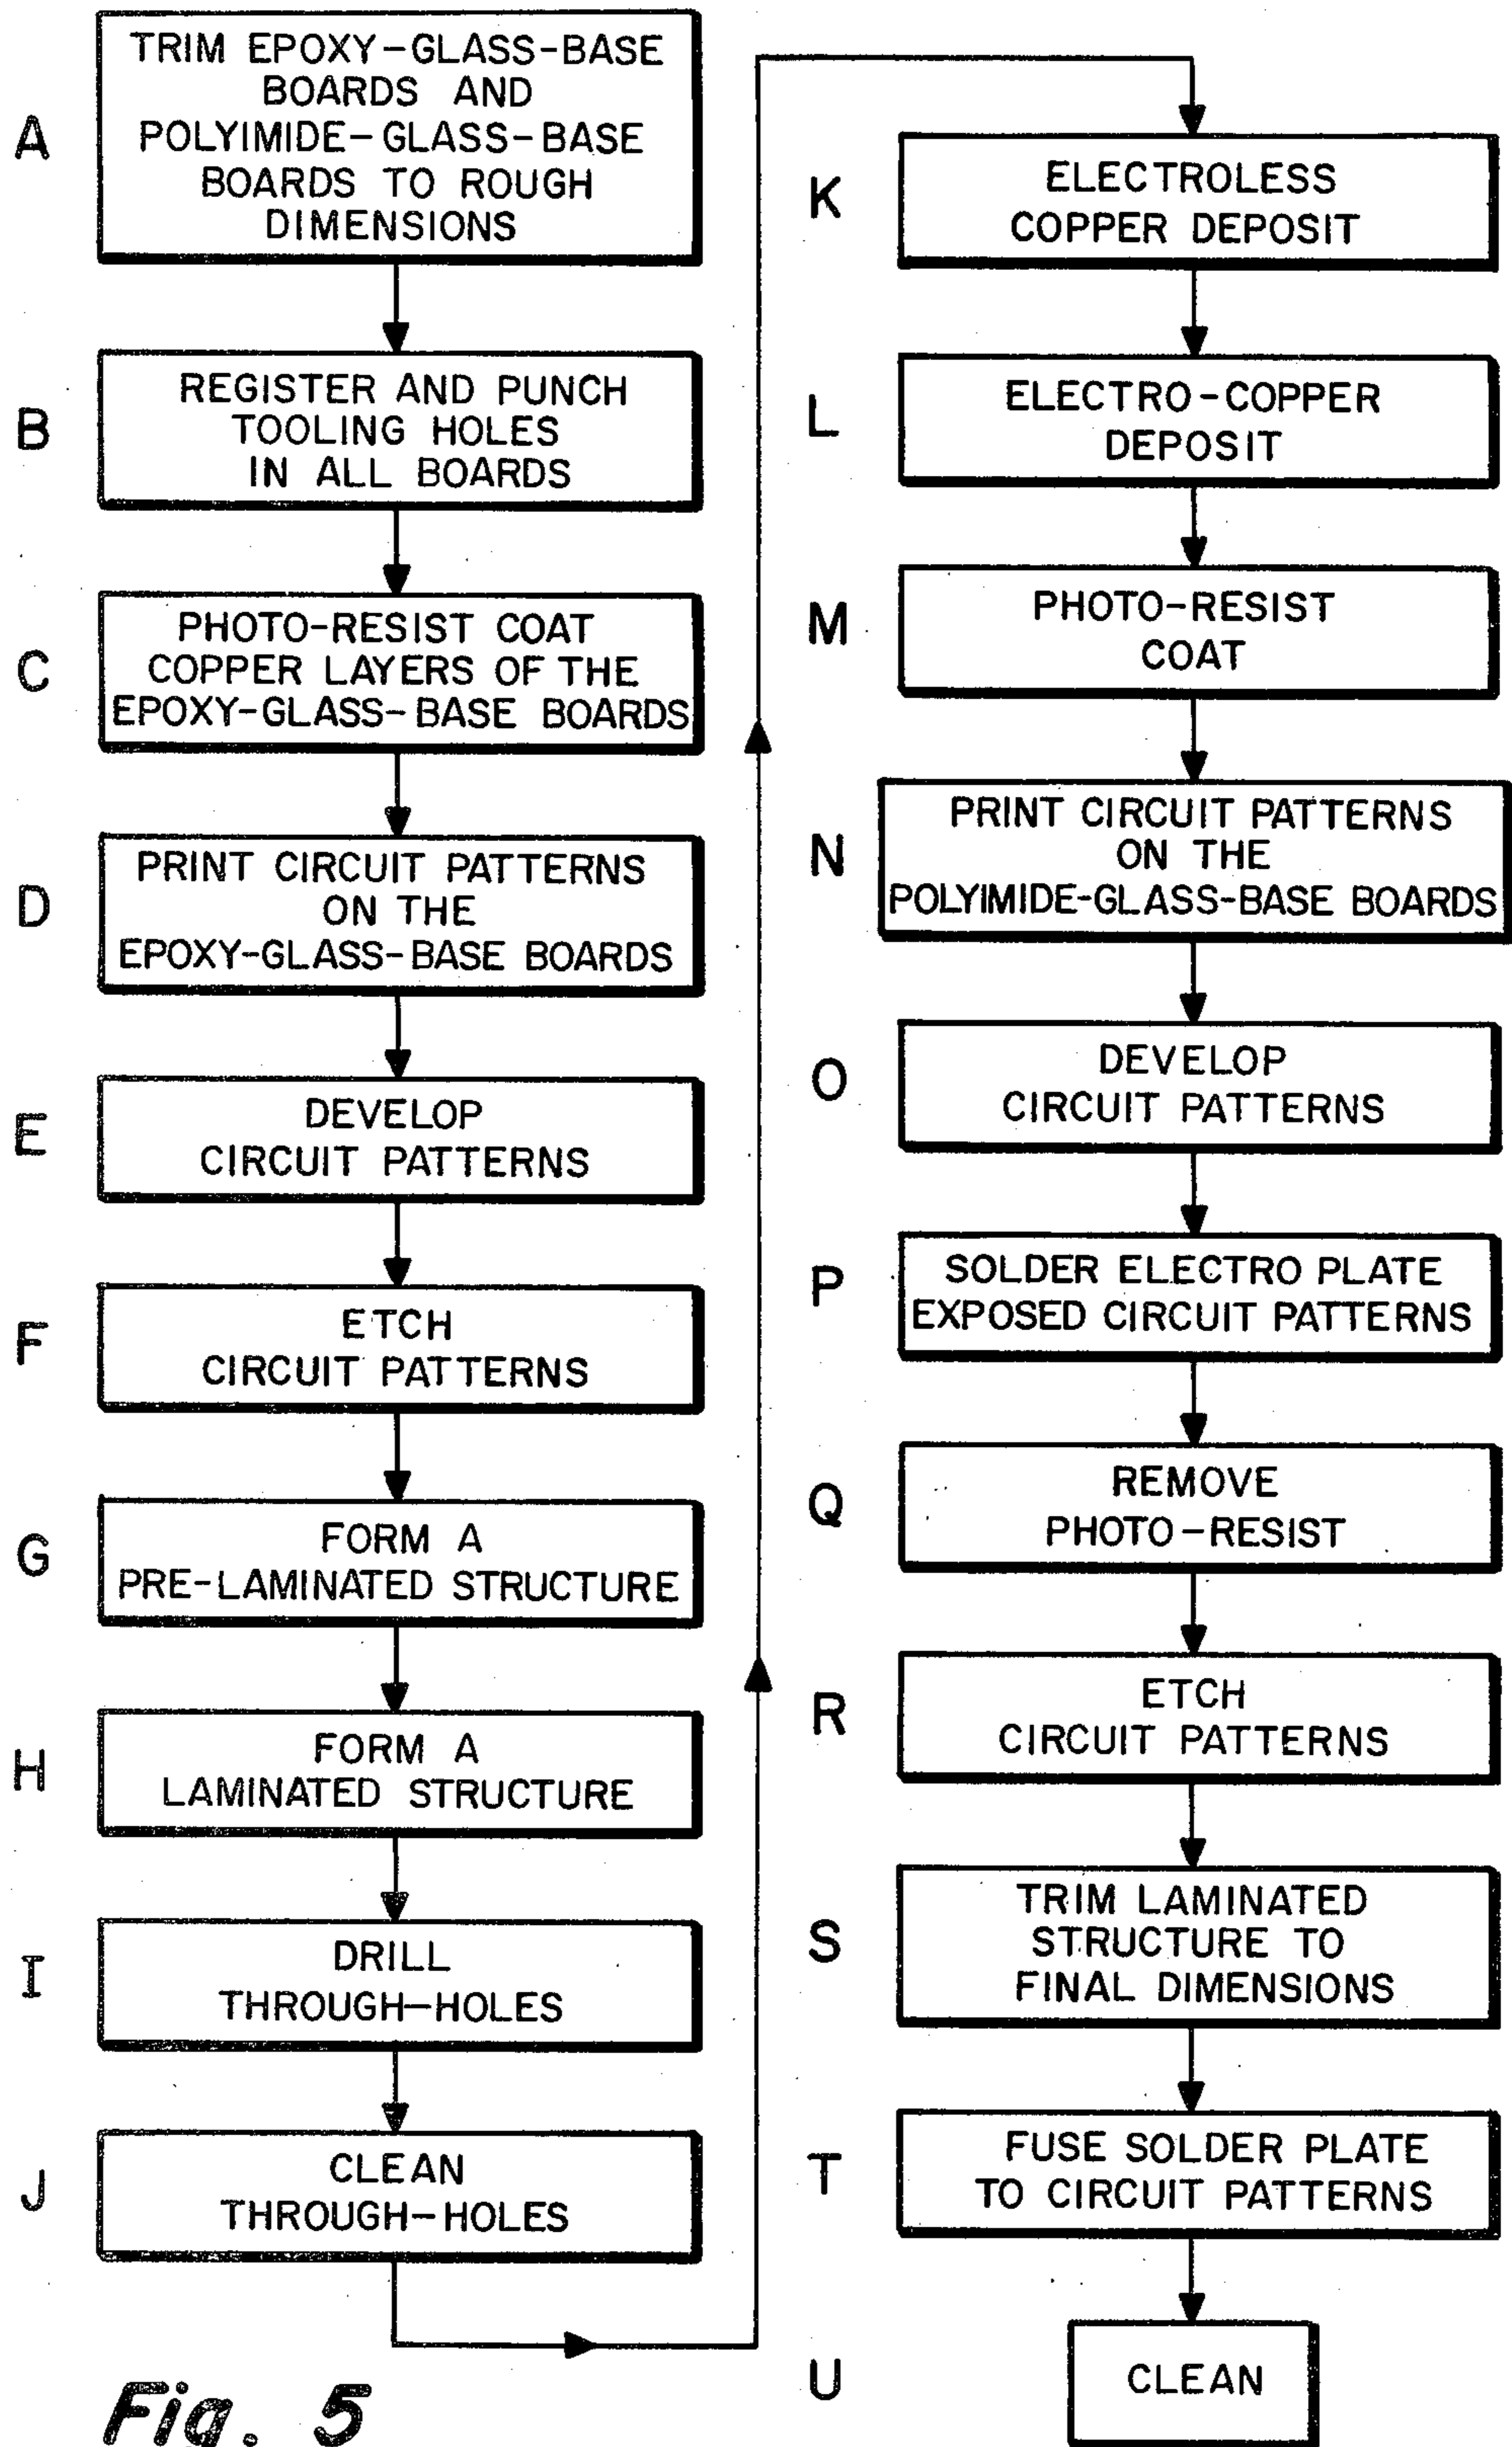 A
TRIM EPOXY-GLASS-BASE
BOARDS AND
POLYIMIDE-GLASS-BASE
BOARDS TO ROUGH
DIMENSIONS
B
REGISTER AND PUNCH
TOOLING HOLES
IN ALL BOARDS
C
PHOTO-RESIST COAT
COPPER LAYERS OF THE
EPOXY-GLASS-BASE BOARDS
D
PRINT CIRCUIT PATTERNS
ON THE
EPOXY-GLASS-BASE BOARDS
E
DEVELOP
CIRCUIT PATTERNS
F
ETCH
CIRCUIT PATTERNS
G
FORM A
PRE-LAMINATED STRUCTURE
H
FORM A
LAMINATED STRUCTURE
I
DRILL
THROUGH-HOLES
J
CLEAN
THROUGH-HOLES
K
ELECTROLESS
COPPER DEPOSIT
L
ELECTRO-COPPER
DEPOSIT
M
PHOTO-RESIST
COAT
N
PRINT CIRCUIT PATTERNS
ON THE
POLYIMIDE-GLASS-BASE BOARDS
O
DEVELOP
CIRCUIT PATTERNS
P
SOLDER ELECTRO PLATE
EXPOSED CIRCUIT PATTERNS
Q
REMOVE
PHOTO-RESIST
R
ETCH
CIRCUIT PATTERNS
S
TRIM LAMINATED
STRUCTURE TO
FINAL DIMENSIONS
T
FUSE SOLDER PLATE
TO CIRCUIT PATTERNS
U
CLEAN
Fig. 5